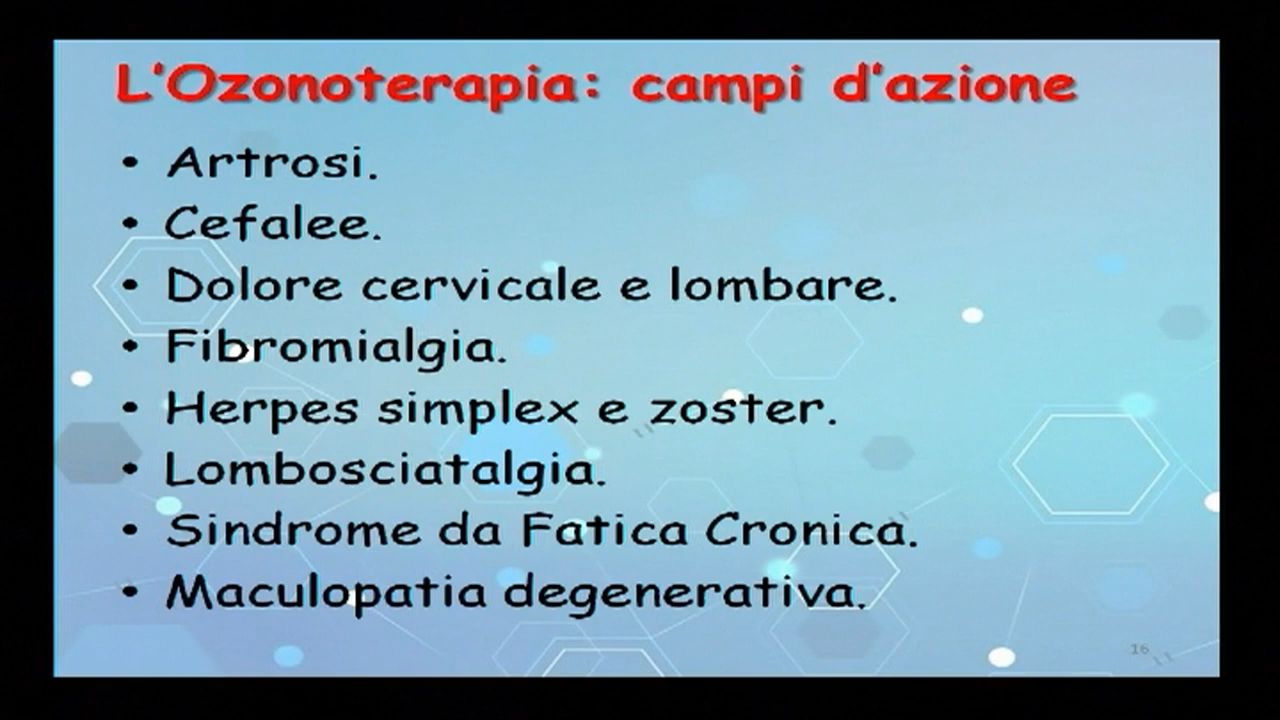 L'Ozonoterapia: campi d'azione
• Artrosi.
• Cefalee.
• Dolore cervicale e lombare.
• Fibromialgia.
• Herpes simplex e zoster.
• Lombosciatalgia.
• Sindrome da Fatica Cronica.
• Maculopatia degenerativa.
16